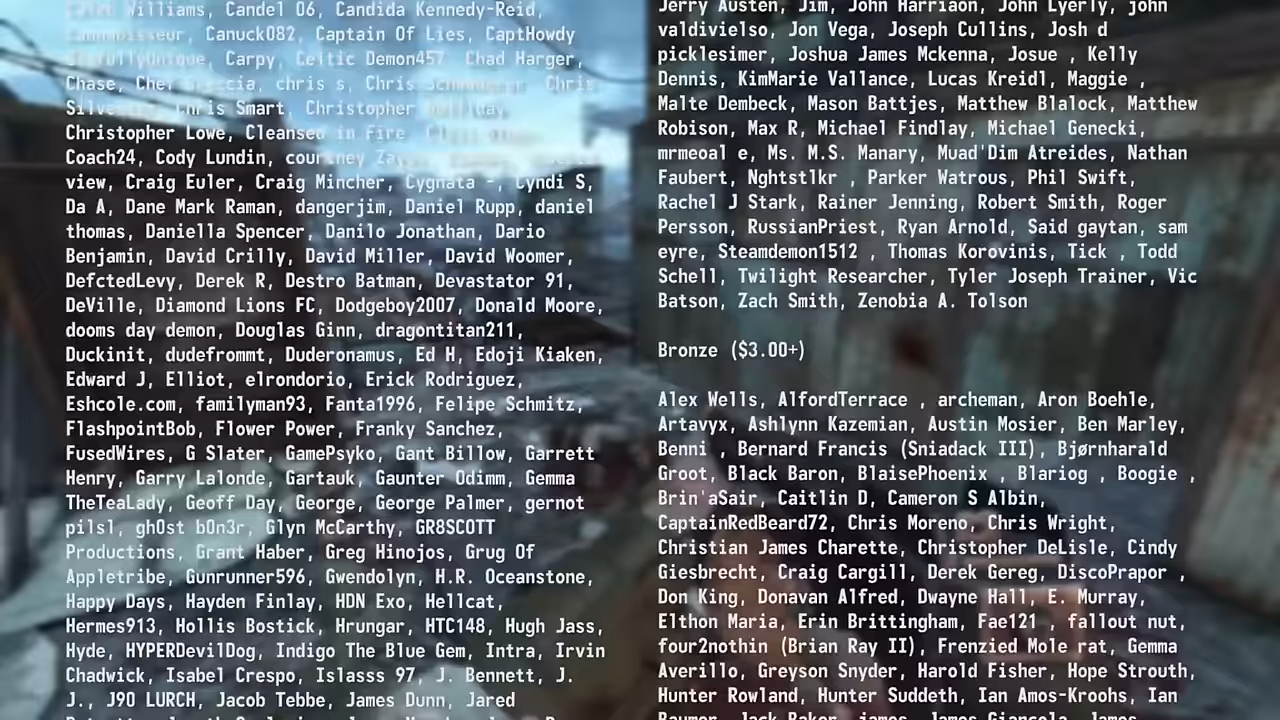 Williams, Candel 06, Candida Kennedy-Reid,
Canuck082, Captain Of Lies, CaptHowdy
Carpy, Celtic Demon457 Chad Harger,
Chase, Chet chris s, Chris Chris
Chris Smart, Christopher
Christopher Lowe, Cleansed in Fire,
Coach24, Cody Lundin, courtney
view, Craig Euler, Craig Mincher, Cygnata -, Cyndi S,
Da A, Dane Mark Raman, dangerjim, Daniel Rupp, daniel
thomas, Daniella Spencer, Danilo Jonathan, Dario
Benjamin, David Crilly, David Miller, David Woomer,
DefctedLevy, Derek R, Destro Batman, Devastator 91,
DeVille, Diamond Lions FC, Dodgeboy2007, Donald Moore,
dooms day demon, Douglas Ginn, dragontitan211,
Duckinit, dudefrommt, Duderonamus, Ed H, Edoji Kiaken,
Edward J, Elliot, elrondorio, Erick Rodriguez,
Eshcole.com, familyman93, Fanta1996, Felipe Schmitz,
FlashpointBob, Flower Power, Franky Sanchez,
FusedWires, G Slater, GamePsyko, Gant Billow, Garrett
Henry, Garry Lalonde, Gartauk, Gaunter Odimm, Gemma
TheTeaLady, Geoff Day, George, George Palmer, gernot
pilsl, gh0st b0n3r, Glyn McCarthy, GR8SCOTT
Productions, Grant Haber, Greg Hinojos, Grug Of
Appletribe, Gunrunner596, Gwendolyn, H.R. Oceanstone,
Happy Days, Hayden Finlay, HDN Exo, Hellcat,
Hermes913, Hollis Bostick, Hrungar, HTC148, Hugh Jass,
Hyde, HYPERDevilDog, Indigo The Blue Gem, Intra, Irvin
Chadwick, Isabel Crespo, Islasss 97, J. Bennett, J.
J., J90 LURCH, Jacob Tebbe, James Dunn, Jared
Jerry Austen, Jim, John Harriaon, John Lyerly, john
valdivielso, Jon Vega, Joseph Cullins, Josh d
picklesimer, Joshua James Mckenna, Josue , Kelly
Dennis, KimMarie Vallance, Lucas Kreidl, Maggie ,
Malte Dembeck, Mason Battjes, Matthew Blalock, Matthew
Robison, Max R, Michael Findlay, Michael Genecki,
mrmeoal e, Ms. M.S. Manary, Muad'Dim Atreides, Nathan
Faubert, Nghtstlkr , Parker Watrous, Phil Swift,
Rachel J Stark, Rainer Jenning, Robert Smith, Roger
Persson, RussianPriest, Ryan Arnold, Said gaytan, sam
eyre, Steamdemon1512 , Thomas Korovinis, Tick , Todd
Schell, Twilight Researcher, Tyler Joseph Trainer, Vic
Batson, Zach Smith, Zenobia A. Tolson
Bronze ($3.00+)
Alex Wells, AlfordTerrace , archeman, Aron Boehle,
Artavyx, Ashlynn Kazemian, Austin Mosier, Ben Marley,
Benni , Bernard Francis (Sniadack III), Bjørnharald
Groot, Black Baron, BlaisePhoenix , Blariog , Boogie ,
Brin'aSair, Caitlin D, Cameron S Albin,
CaptainRedBeard72, Chris Moreno, Chris Wright,
Christian James Charette, Christopher DeLisle, Cindy
Giesbrecht, Craig Cargill, Derek Gereg, DiscoPrapor ,
Don King, Donavan Alfred, Dwayne Hall, E. Murray,
Elthon Maria, Erin Brittingham, Fae121 , fallout nut,
four2nothin (Brian Ray II), Frenzied Mole rat, Gemma
Averillo, Greyson Snyder, Harold Fisher, Hope Strouth,
Hunter Rowland, Hunter Suddeth, Ian Amos-Kroohs, Ian
Jack Baker, james, James Giancola, James